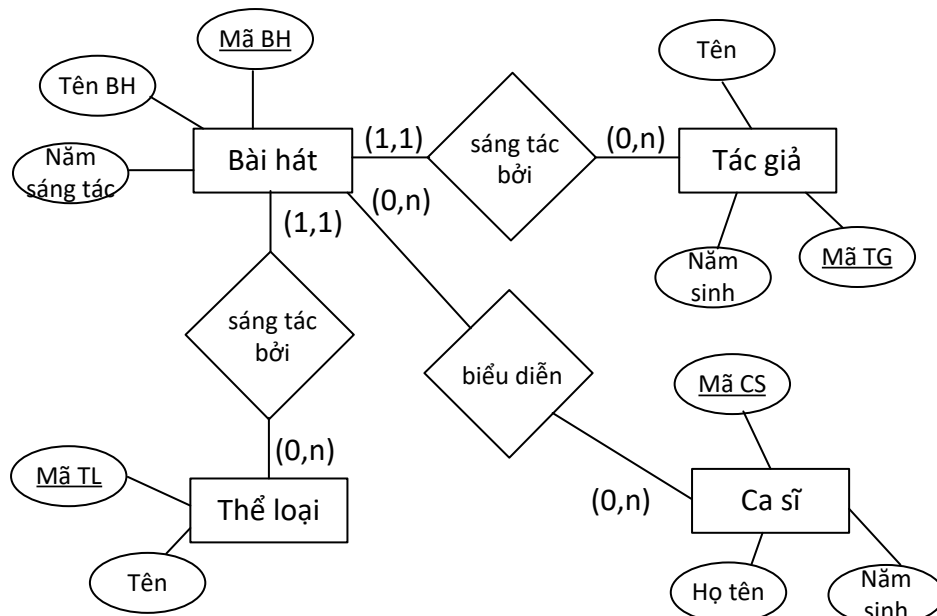 Mã BH
Tên
Tên BH
(1,1)
sáng tác
bởi
(0,n)
Bài hát
Tác giả
Năm
sáng tác
(0,n)
(1,1)
Năm
sinh
Mã TG
sáng tác
bởi
biểu diễn
Mã CS
(0,n)
Mã TL
Thể loại
(0,n)
Ca sĩ
Tên
Họ tên
Năm
sinh